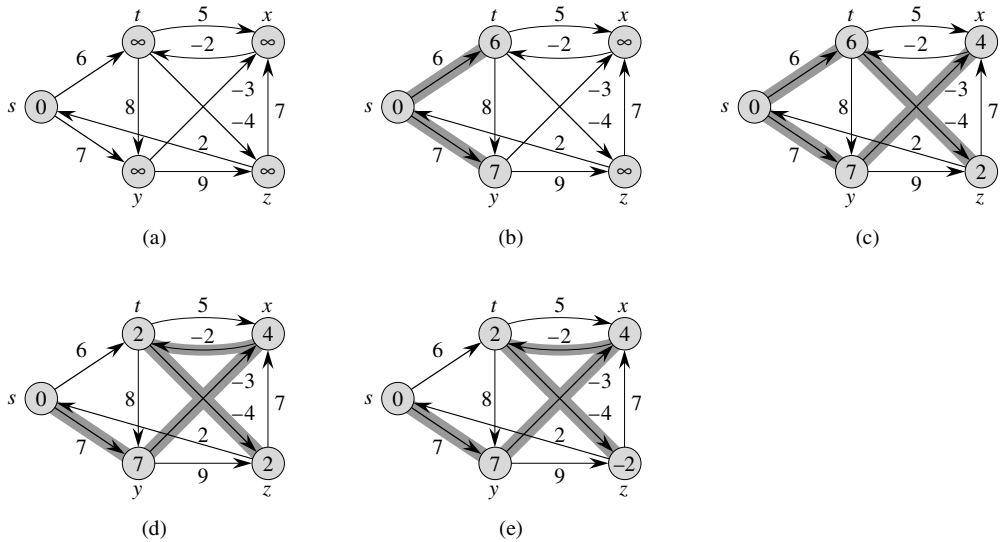 t 5 x t 5 x t 5 x
∞ ∞ 6 ∞ 6 4
6 –2 6 –2 6 –2
8 –3 8 –3 8 –3
s 0 7 s 0 7 s 0 7
–4 –4 –4
7 2 7 2 7 2
∞ ∞ 7 ∞ 7 2
9 9 9
y z y z y z
(a) (b) (c)
t 5 x t 5 x
2 4 2 4
6 –2 6 –2
8 –3 8 –3
s 0 7 s 0 7
–4 –4
7 2 7 2
7 2 7 –2
9 9
y z y z
(d) (e)